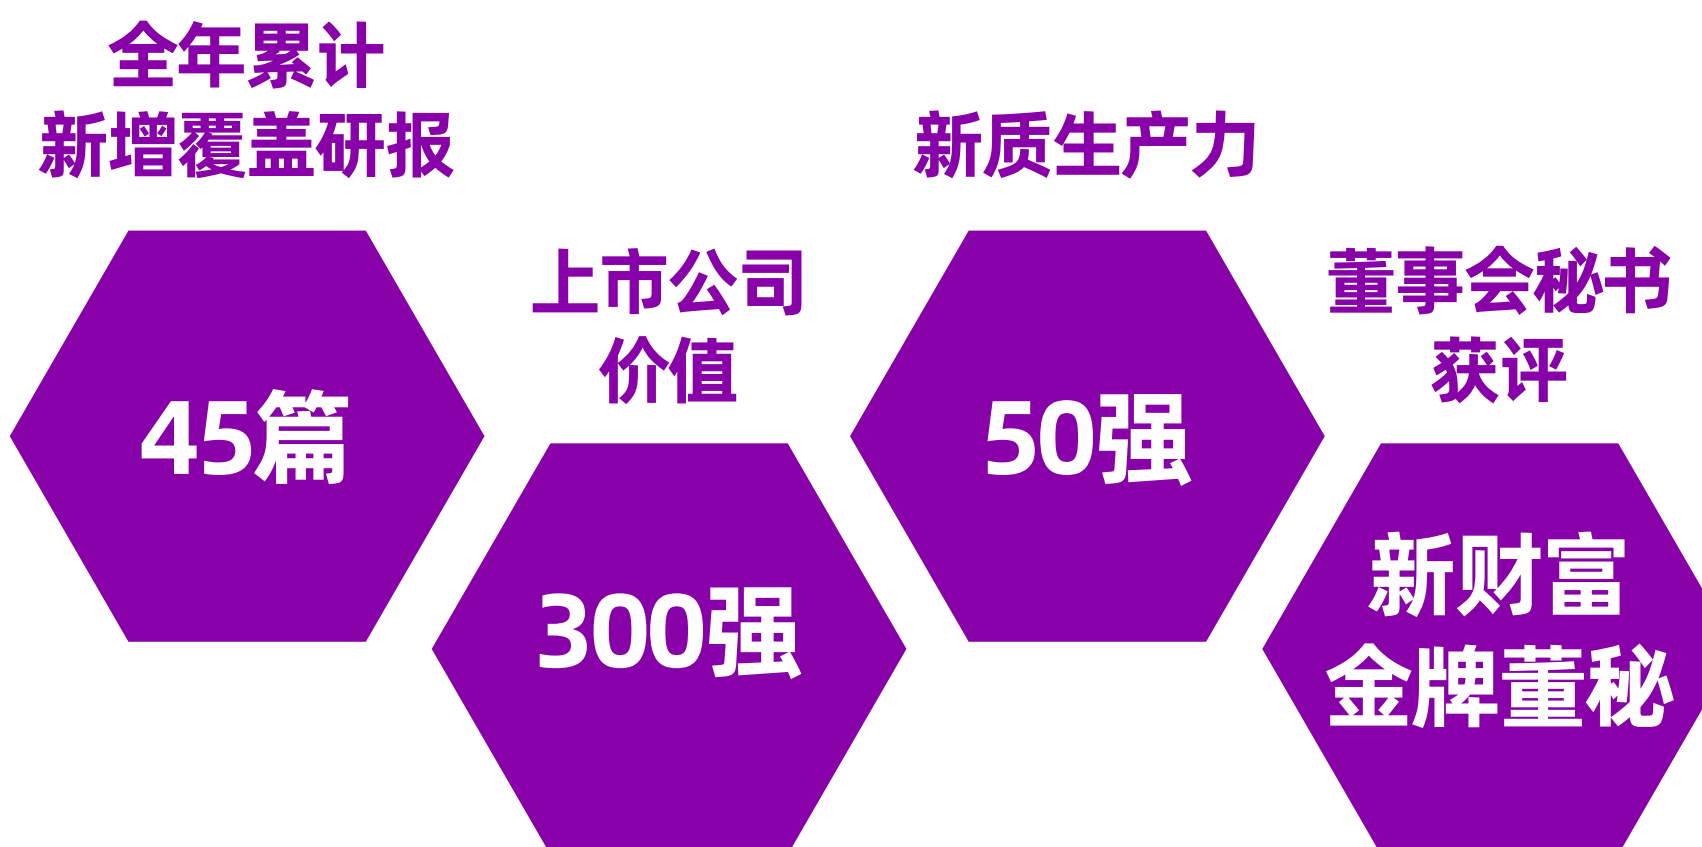 全年累计
新增覆盖研报
45篇
上市公司
价值
300强
新质生产力
50强
董事会秘书
获评
新财富
金牌董秘